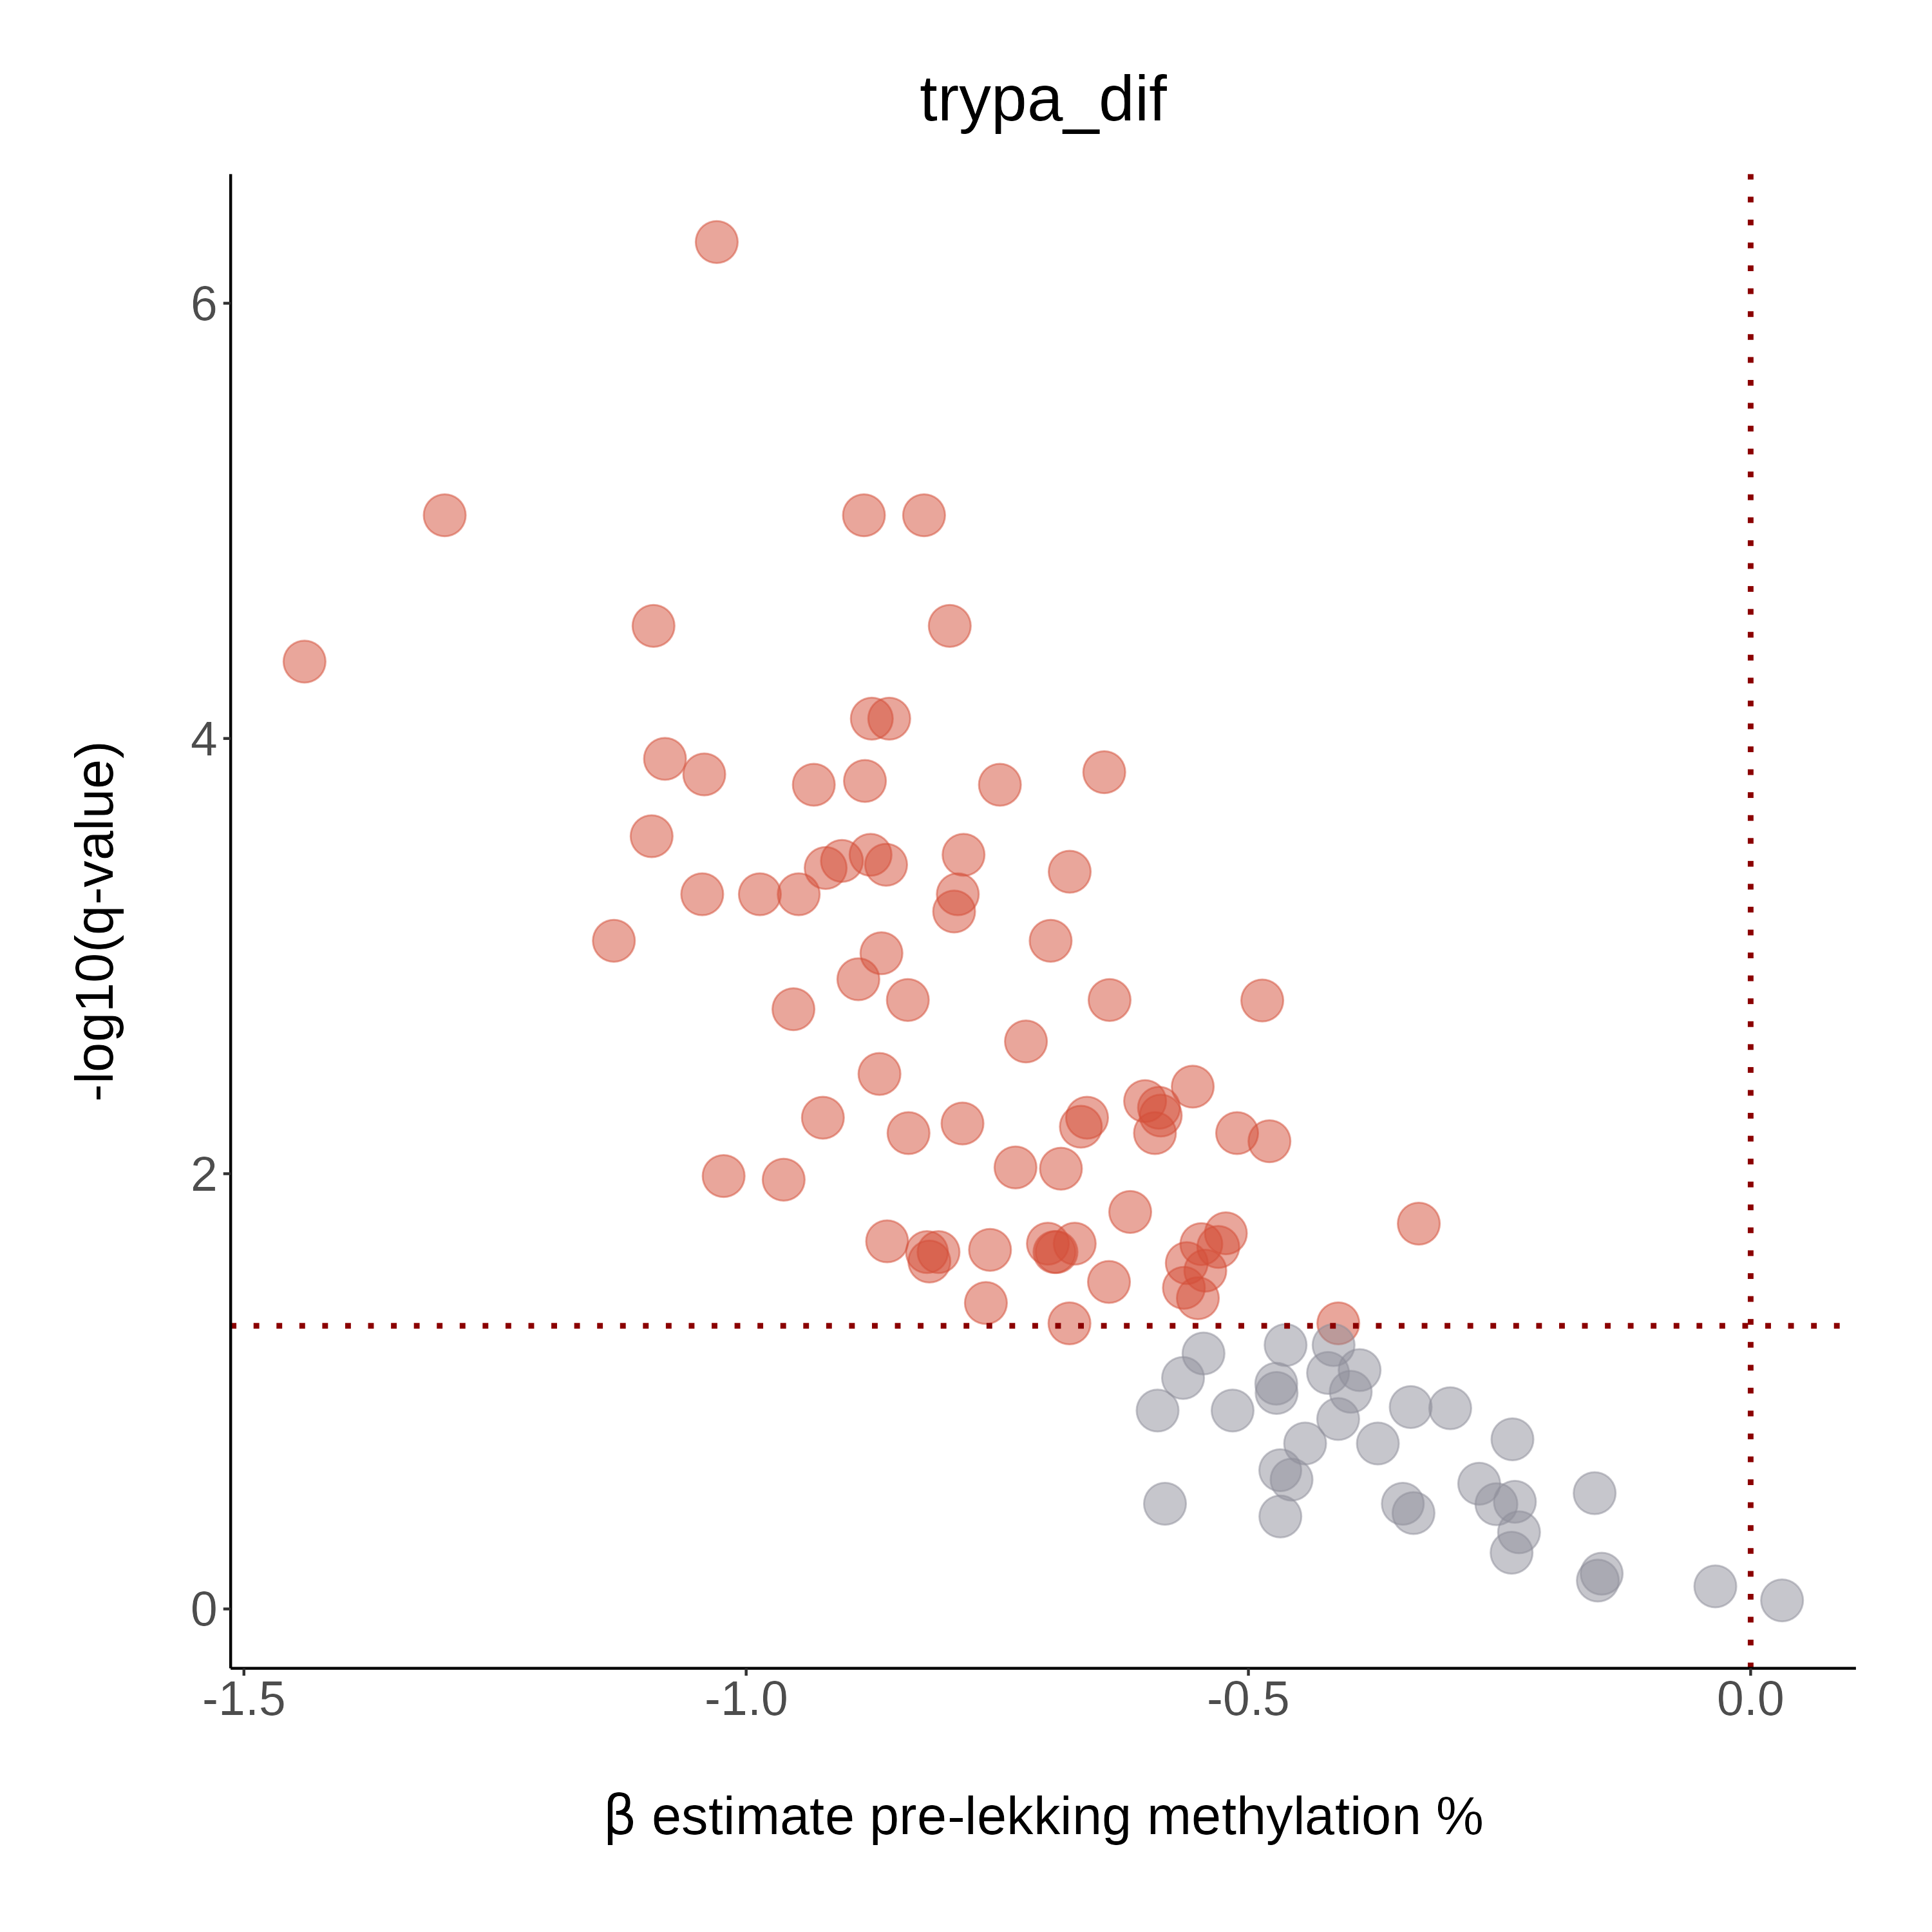 trypa_dif
-log10(q-value)
6
4
2
0
-1.5 -1.0 -0.5 0.0
β estimate pre-lekking methylation %